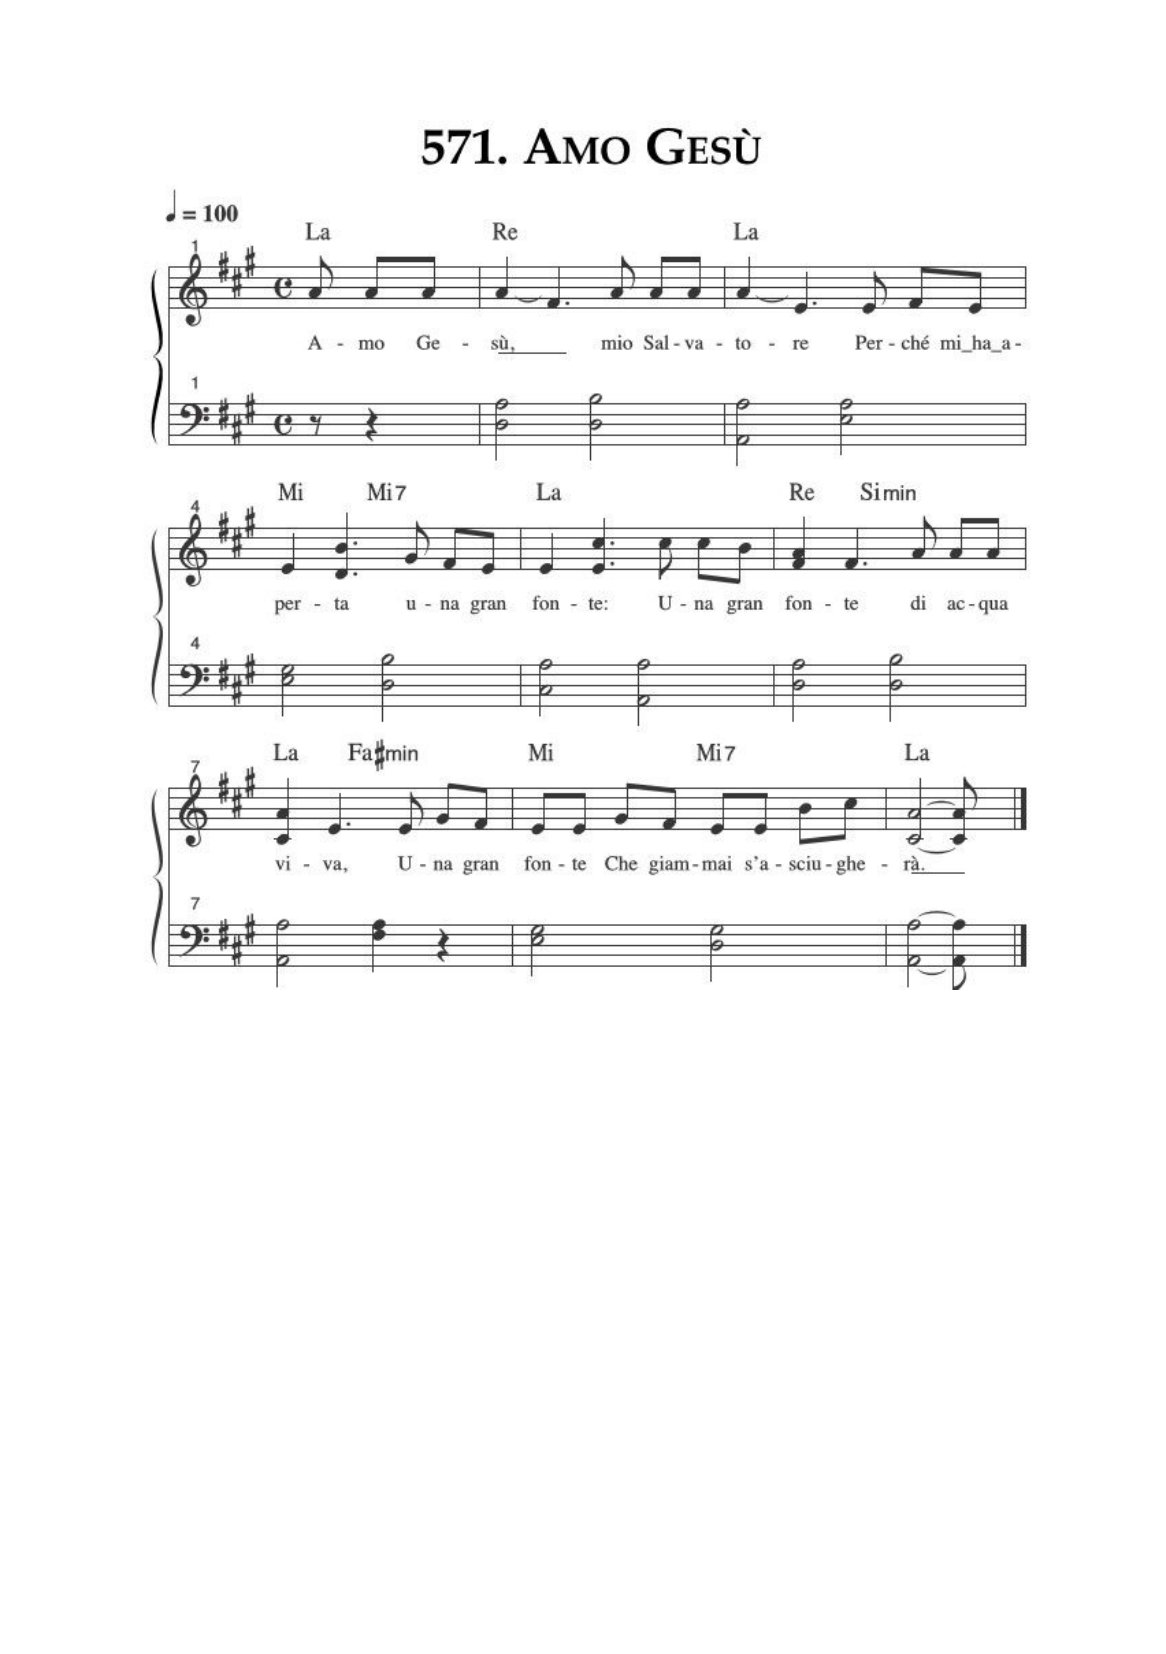 571. Amo Gesù
♩ = 100
La Re La
1
A - mo Ge - sù, mio Sal - va - to - re Per - ché mi_ha_a -
1
Mi Mi7 La Re Simin
4
per - ta u - na gran fon - te: U - na gran fon - te di ac - qua
4
La Fa♯min Mi Mi7 La
7
vi - va, U - na gran fon - te Che giam - mai s'a - sciu - ghe - rà.
7